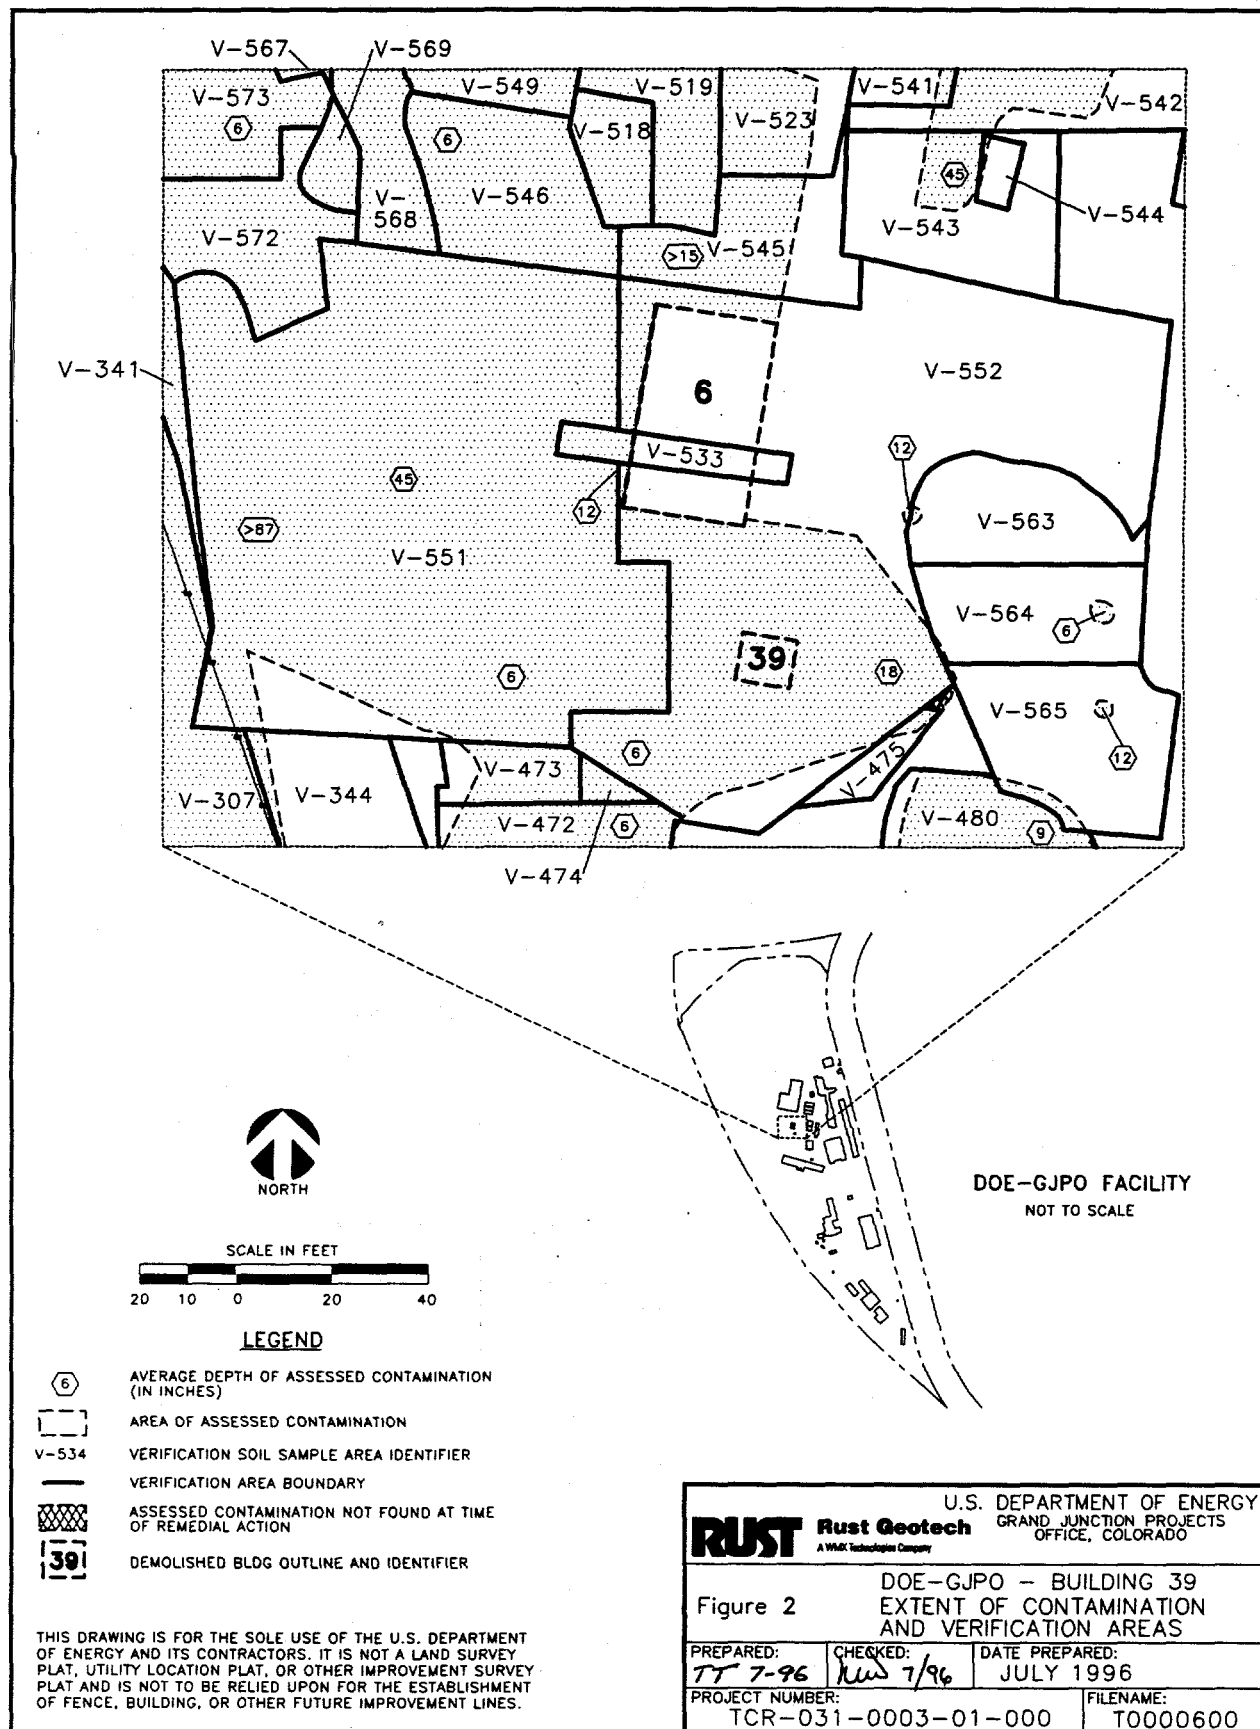 V-567 V-569
V-573 V-549 V-519 V-541 V-542
6 6 V-518 V-523
V-546 45
V-568 V-543 V-544
V-572 >15 V-545
V-341 6 V-552
V-533 12
45
12 V-563
>87
V-551
V-564 6
39
6 18
V-565
6 V-473 V-475 12
V-307 V-344
V-472 6 V-480 9
V-474
NORTH
DOE-GJPO FACILITY
NOT TO SCALE
SCALE IN FEET
20 10 0 20 40
LEGEND
6 AVERAGE DEPTH OF ASSESSED CONTAMINATION
(IN INCHES)
AREA OF ASSESSED CONTAMINATION
V-534 VERIFICATION SOIL SAMPLE AREA IDENTIFIER
VERIFICATION AREA BOUNDARY
ASSESSED CONTAMINATION NOT FOUND AT TIME
OF REMEDIAL ACTION
39 DEMOLISHED BLDG OUTLINE AND IDENTIFIER
THIS DRAWING IS FOR THE SOLE USE OF THE U.S. DEPARTMENT
OF ENERGY AND ITS CONTRACTORS. IT IS NOT A LAND SURVEY
PLAT, UTILITY LOCATION PLAT, OR OTHER IMPROVEMENT SURVEY
PLAT AND IS NOT TO BE RELIED UPON FOR THE ESTABLISHMENT
OF FENCE, BUILDING, OR OTHER FUTURE IMPROVEMENT LINES.
RUST Rust Geotech
A WMX Technologies Company
U.S. DEPARTMENT OF ENERGY
GRAND JUNCTION PROJECTS
OFFICE, COLORADO
Figure 2
DOE-GJPO - BUILDING 39
EXTENT OF CONTAMINATION
AND VERIFICATION AREAS
PREPARED: CHECKED: DATE PREPARED:
TT 7-96 7/96 JULY 1996
PROJECT NUMBER: FILENAME:
TCR-031-0003-01-000 T0000600